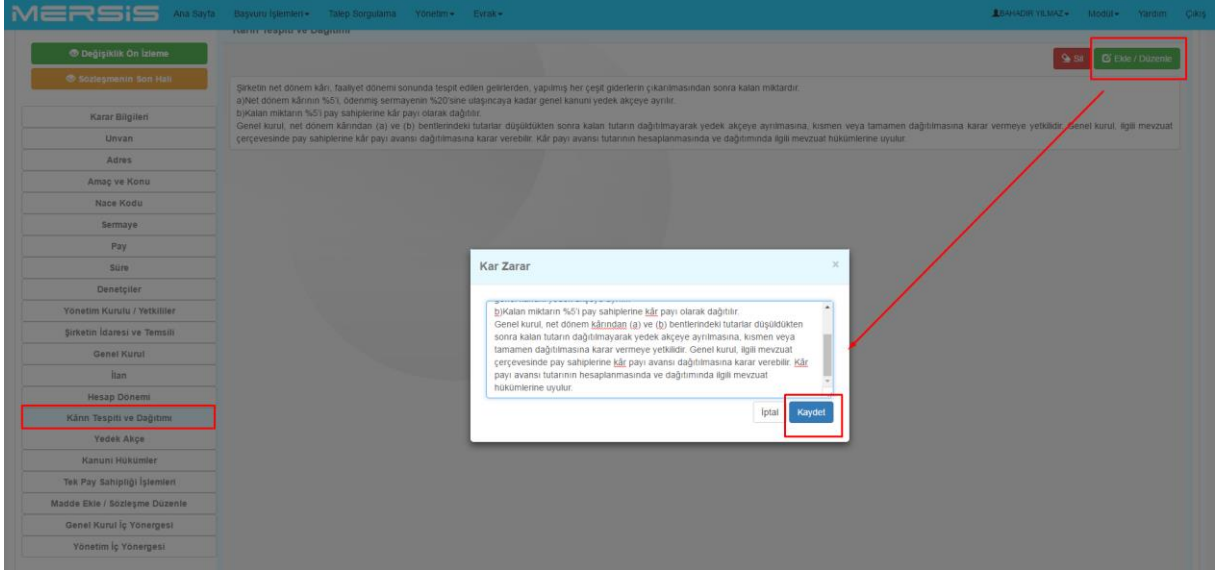 MERSiS Ana Sayfa Başvuru İşlemleri Talep Sorgulama Yönetim Evrak BAHADIR YILMAZ Modül Yardım Çıkış
Karın Tespiti ve Dağıtımı
Değişiklik Ön İzleme
Sil Ekle / Düzenle
Sözleşmenin Son Hali
Şirketin net dönem kârı, faaliyet dönemi sonunda tespit edilen gelirlerden, yapılmış her çeşit giderlerin çıkarılmasından sonra kalan miktardır.
a)Net dönem kârının %5'i, ödenmiş sermayenin %20'sine ulaşıncaya kadar genel kanuni yedek akçeye ayrılır.
b)Kalan miktarın %5'i pay sahiplerine kâr payı olarak dağıtılır.
Genel kurul, net dönem kârından (a) ve (b) bentlerindeki tutarlar düşüldükten sonra kalan tutarın dağıtılmayarak yedek akçeye ayrılmasına, kısmen veya tamamen dağıtılmasına karar vermeye yetkilidir. Genel kurul, ilgili mevzuat
çerçevesinde pay sahiplerine kâr payı avansı dağıtılmasına karar verebilir. Kâr payı avansı tutarının hesaplanmasında ve dağıtımında ilgili mevzuat hükümlerine uyulur.
Karar Bilgileri
Unvan
Adres
Amaç ve Konu
Nace Kodu
Sermaye
Pay
Süre
Denetçiler
Yönetim Kurulu / Yetkililer
Şirketin İdaresi ve Temsili
Genel Kurul
İlan
Hesap Dönemi
Kârın Tespiti ve Dağıtımı
Yedek Akçe
Kanuni Hükümler
Tek Pay Sahipliği İşlemleri
Madde Ekle / Sözleşme Düzenle
Genel Kurul İç Yönergesi
Yönetim İç Yönergesi
Kar Zarar ×
b)Kalan miktarın %5'i pay sahiplerine kâr payı olarak dağıtılır.
Genel kurul, net dönem kârından (a) ve (b) bentlerindeki tutarlar düşüldükten
sonra kalan tutarın dağıtılmayarak yedek akçeye ayrılmasına, kısmen veya
tamamen dağıtılmasına karar vermeye yetkilidir. Genel kurul, ilgili mevzuat
çerçevesinde pay sahiplerine kâr payı avansı dağıtılmasına karar verebilir. Kâr
payı avansı tutarının hesaplanmasında ve dağıtımında ilgili mevzuat
hükümlerine uyulur.
İptal Kaydet